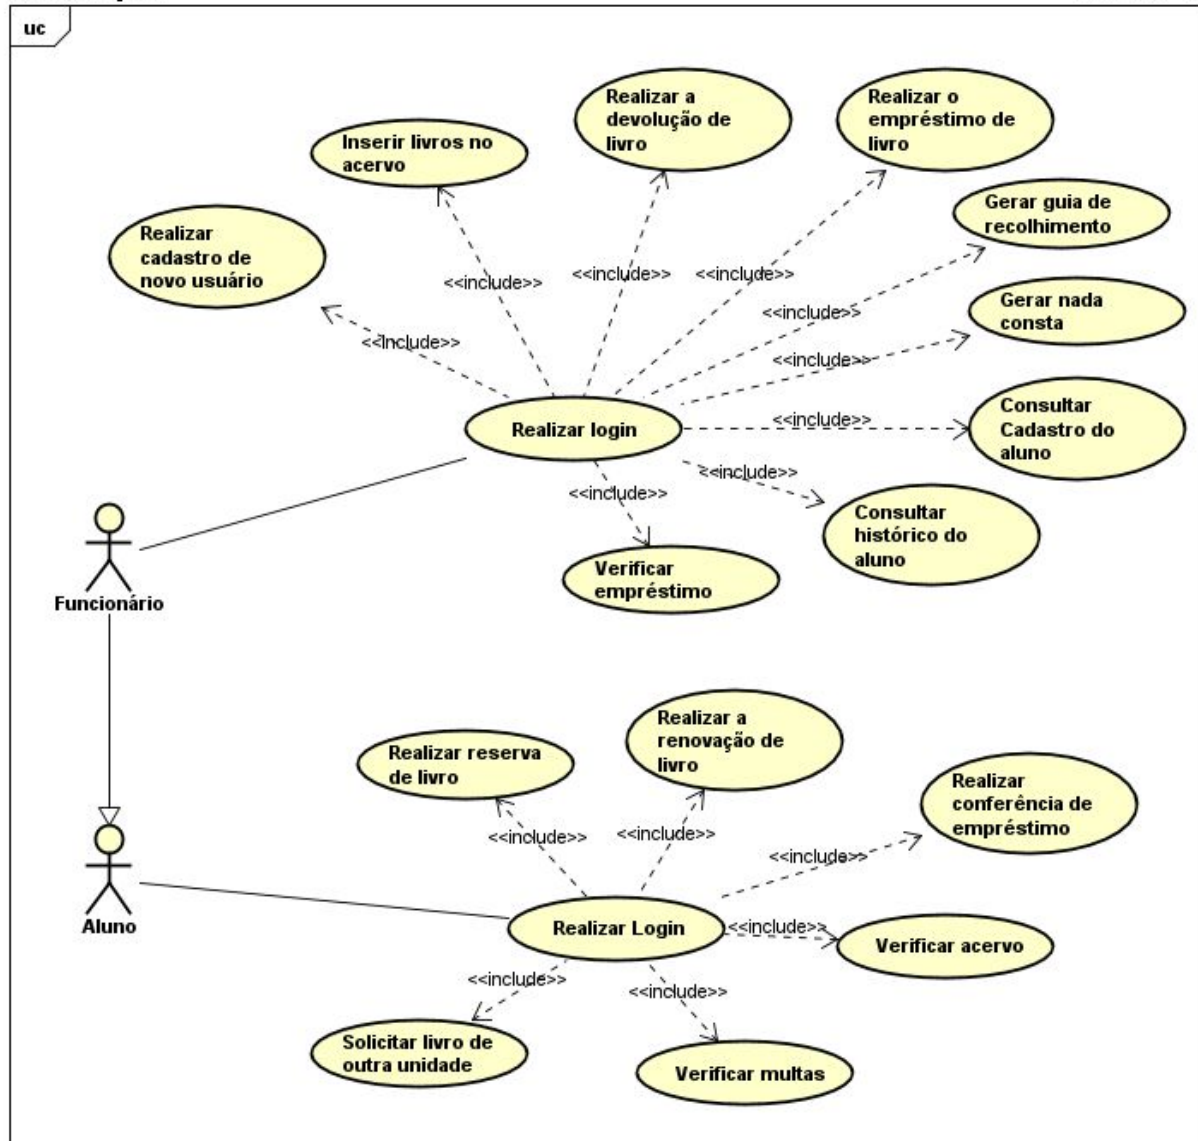 uc
Realizar a
devolução de
livro
Realizar o
empréstimo de
livro
Inserir livros no
acervo
Gerar guia de
recolhimento
Realizar
cadastro de
novo usuário
<<include>>
<<include>>
<<include>>
<<include>>
<<Include>>
<<include>>
Gerar nada
consta
<<include>>
Consultar
Cadastro do
aluno
Realizar login
<<include>>
<<include>>
Consultar
histórico do
aluno
Verificar
empréstimo
Funcionário
Realizar a
renovação de
livro
Realizar reserva
de livro
Realizar
conferência de
empréstimo
<<include>>
<<include>>
<<include>>
Aluno
Realizar Login
<<include>>
Verificar acervo
<<include>>
<<include>>
Solicitar livro de
outra unidade
Verificar multas